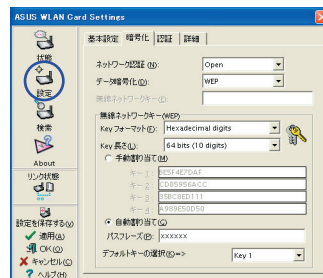 ASUS WLAN Card Settings
状態
設定
検索
About
リンク状態
設定を保存する(V)
適用(A)
OK(O)
キャンセル(C)
ヘルプ(H)
基本設定 暗号化 認証 詳細
ネットワーク認証(N): Open
データ暗号化(D): WEP
無線ネットワークキー(E):
無線ネットワークキー(WEP)
Key フォーマット(F): Hexadecimal digits
Key 長さ(L): 64 bits (10 digits)
手動割り当て(M)
キー 1: 8E5F4E7DAF
キー 2: CD85956ACC
キー 3: 35BC8ED111
キー 4: A989E50D50
自動割り当て(G)
パスフレーズ(P): xxxxxx
デフォルトキーの選択(K)=> Key 1